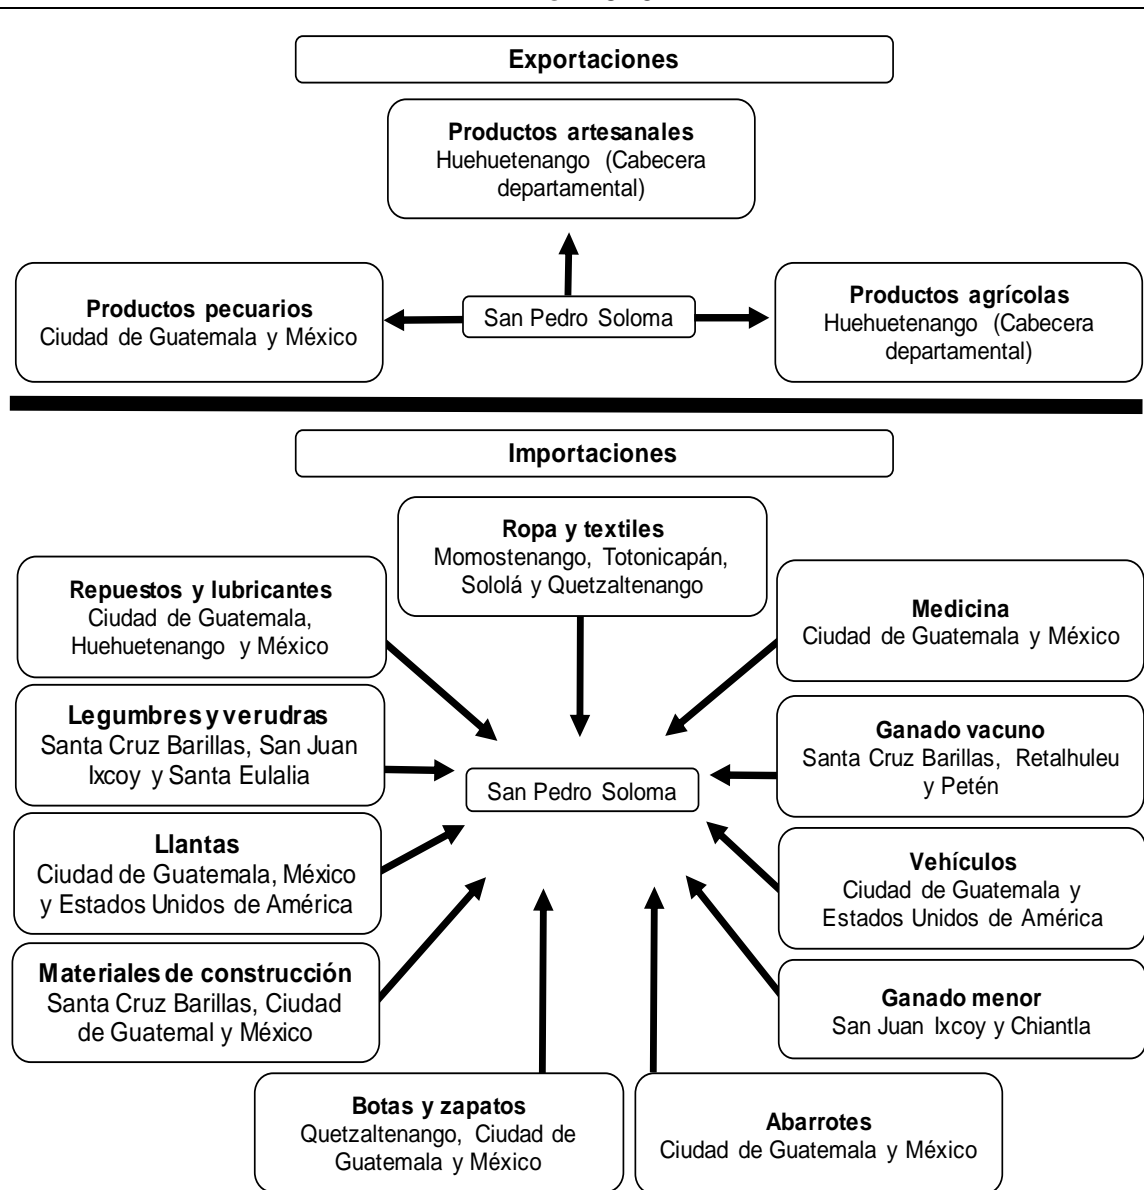 Exportaciones
Productos artesanales
Huehuetenango (Cabecera
departamental)
Productos pecuarios
Ciudad de Guatemala y México
San Pedro Soloma
Productos agrícolas
Huehuetenango (Cabecera
departamental)
Importaciones
Ropa y textiles
Momostenango, Totonicapán,
Sololá y Quetzaltenango
Repuestos y lubricantes
Ciudad de Guatemala,
Huehuetenango y México
Medicina
Ciudad de Guatemala y México
Legumbres y verudras
Santa Cruz Barillas, San Juan
Ixcoy y Santa Eulalia
San Pedro Soloma
Ganado vacuno
Santa Cruz Barillas, Retalhuleu
y Petén
Llantas
Ciudad de Guatemala, México
y Estados Unidos de América
Vehículos
Ciudad de Guatemala y
Estados Unidos de América
Materiales de construcción
Santa Cruz Barillas, Ciudad
de Guatemal y México
Ganado menor
San Juan Ixcoy y Chiantla
Botas y zapatos
Quetzaltenango, Ciudad de
Guatemala y México
Abarrotes
Ciudad de Guatemala y México